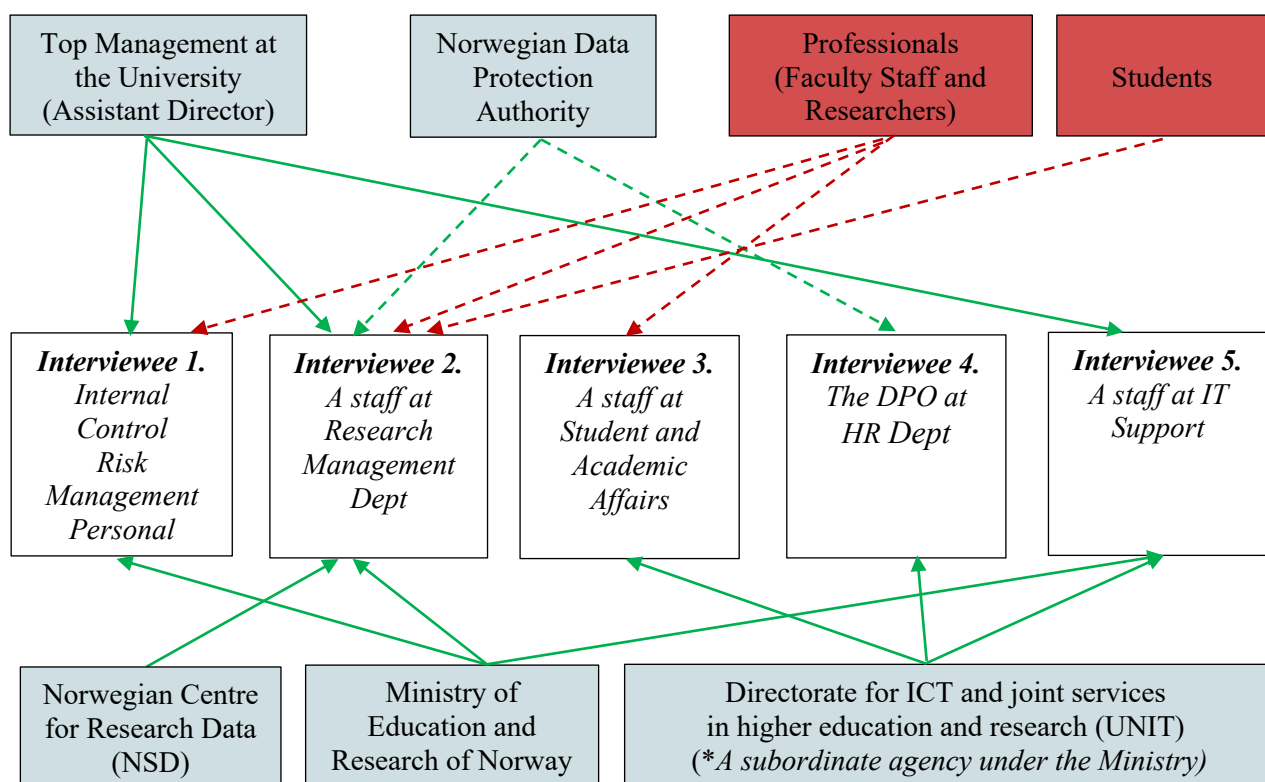 Top Management at
the University
(Assistant Director)
Norwegian Data
Protection
Authority
Professionals
(Faculty Staff and
Researchers)
Students
Interviewee 1.
Internal
Control
Risk
Management
Personal
Interviewee 2.
A staff at
Research
Management
Dept
Interviewee 3.
A staff at
Student and
Academic
Affairs
Interviewee 4.
The DPO at
HR Dept
Interviewee 5.
A staff at IT
Support
Norwegian Centre
for Research Data
(NSD)
Ministry of
Education and
Research of Norway
Directorate for ICT and joint services
in higher education and research (UNIT)
(*A subordinate agency under the Ministry)